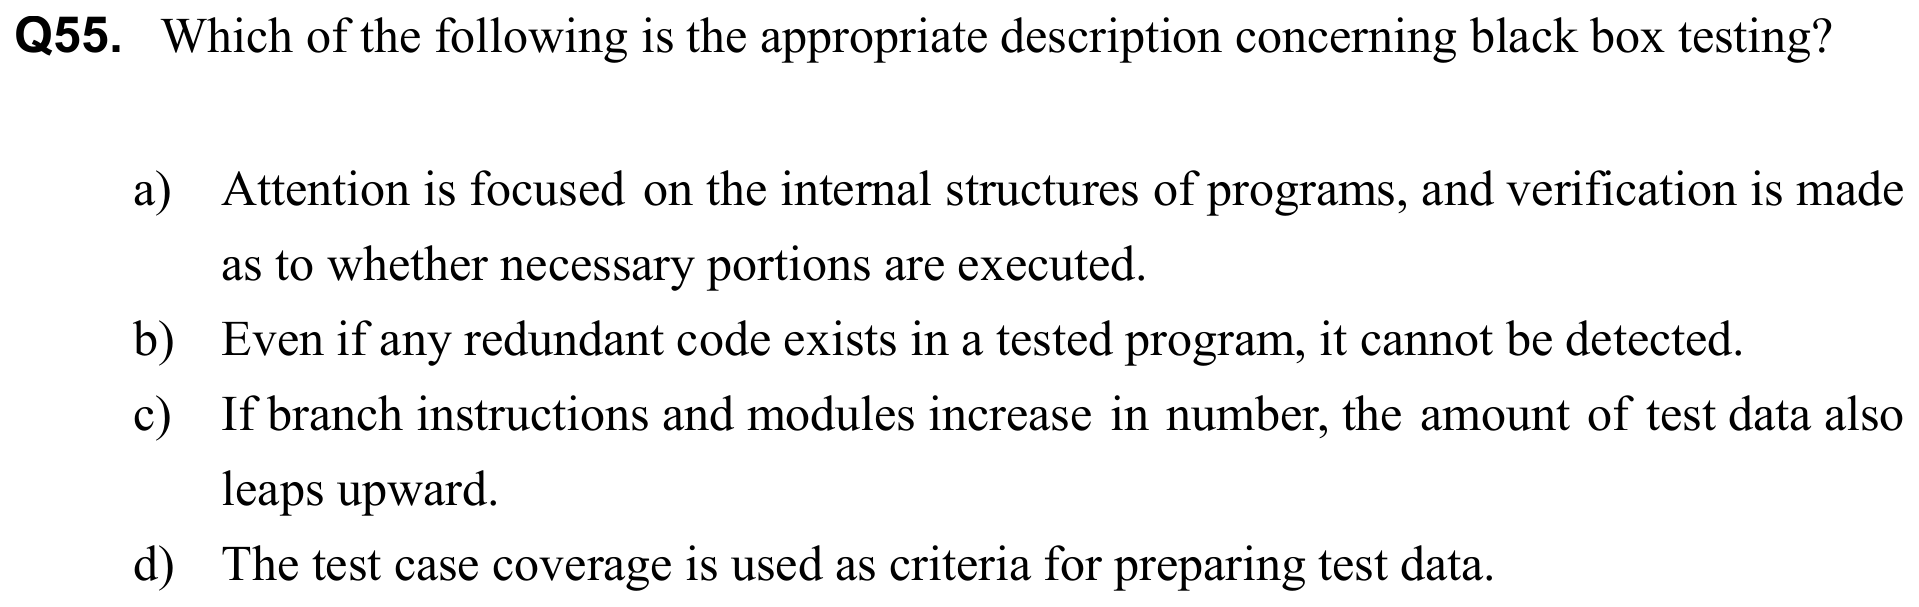 Q55. Which of the following is the appropriate description concerning black box testing?
a) Attention is focused on the internal structures of programs, and verification is made
as to whether necessary portions are executed.
b) Even if any redundant code exists in a tested program, it cannot be detected.
c) If branch instructions and modules increase in number, the amount of test data also
leaps upward.
d) The test case coverage is used as criteria for preparing test data.